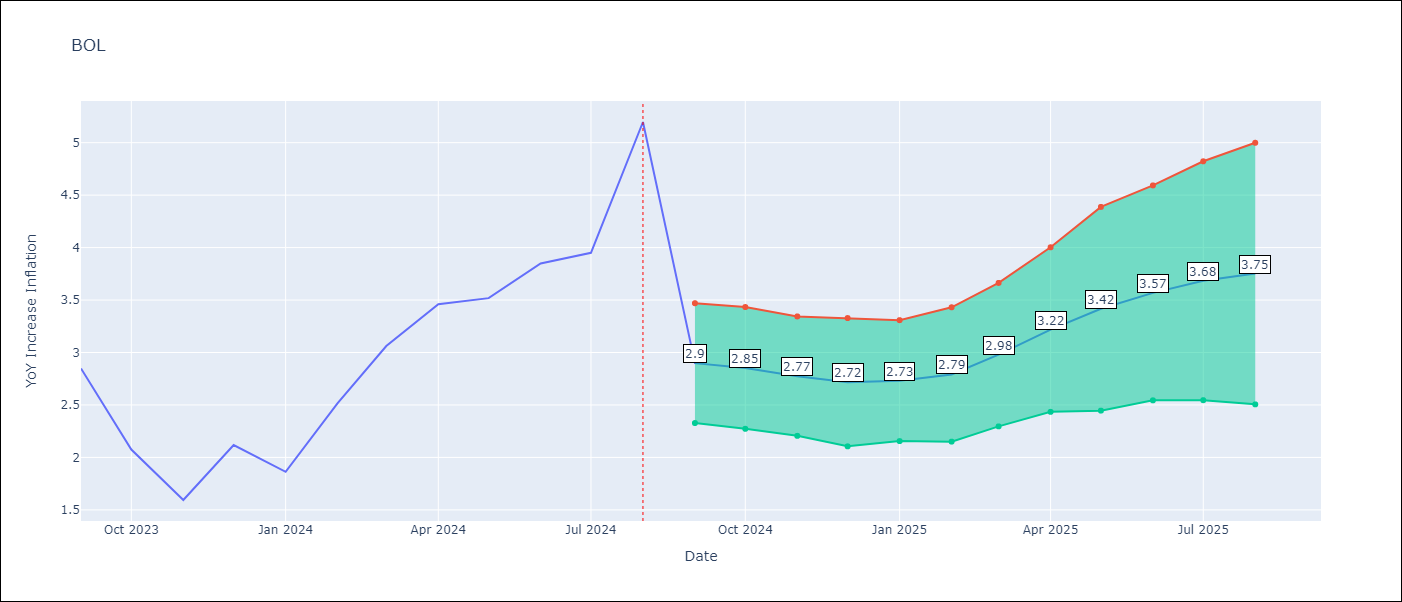 BOL
YoY Increase Inflation
5
4.5
4
3.5
3
2.5
2
1.5
2.9
2.85
2.77
2.72
2.73
2.79
2.98
3.22
3.42
3.57
3.68
3.75
Oct 2023
Jan 2024
Apr 2024
Jul 2024
Oct 2024
Jan 2025
Apr 2025
Jul 2025
Date